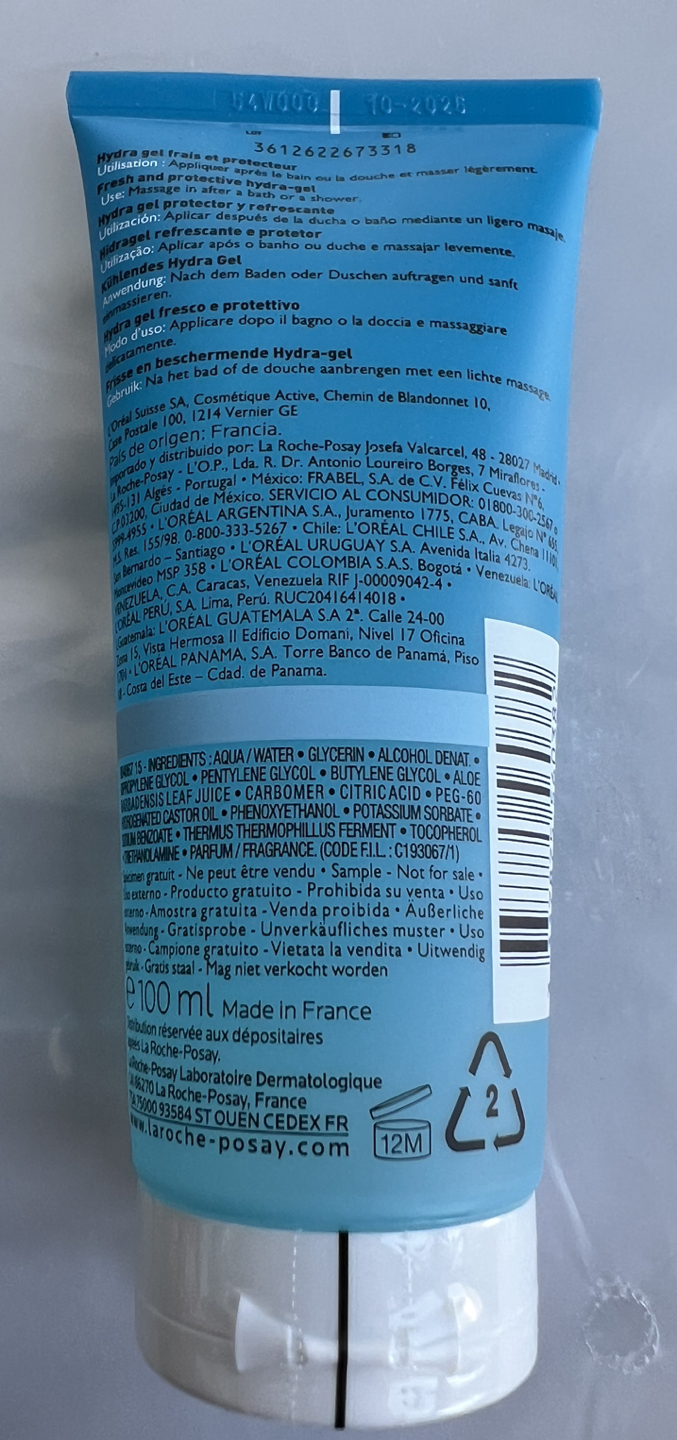 54W000 10-2025
3612622673318
Hydra gel frais et protecteur
Utilisation : Appliquer après le bain ou la douche et masser légèrement.
Fresh and protective hydra-gel
Use: Massage in after a bath or a shower.
Hydra gel protector y refrescante
Utilización: Aplicar después de la ducha o baño mediante un ligero masaje.
Hidragel refrescante e protetor
Utilização: Aplicar após o banho ou duche e massajar levemente.
Kühlendes Hydra Gel
Anwendung: Nach dem Baden oder Duschen auftragen und sanft
einmassieren.
Hydra gel fresco e protettivo
Modo d'uso: Applicare dopo il bagno o la doccia e massaggiare
delicatamente.
Frisse en beschermende Hydra-gel
Gebruik: Na het bad of de douche aanbrengen met een lichte massage.
L'Oréal Suisse SA, Cosmétique Active, Chemin de Blandonnet 10,
Case Postale 100, 1214 Vernier GE
País de origen: Francia.
Importado y distribuido por: La Roche-Posay Josefa Valcarcel, 48 - 28027 Madrid
La Roche-Posay - L'O.P., Lda. R. Dr. Antonio Loureiro Borges, 7 Miraflores -
1495-131 Algés - Portugal • México: FRABEL, S.A. de C.V. Félix Cuevas N°6,
C.P.03200, Ciudad de México. SERVICIO AL CONSUMIDOR: 01800-300-2567
5999-4955 • L'ORÉAL ARGENTINA S.A., Juramento 1775, CABA. Legajo N°
M.S. Res. 155/98. 0-800-333-5267 • Chile: L'ORÉAL CHILE S.A., Av. Chena
San Bernardo – Santiago • L'ORÉAL URUGUAY S.A. Avenida Italia 4273.
Montevideo MSP 358 • L'ORÉAL COLOMBIA S.A.S. Bogotá • Venezuela: L'ORÉAL
VENEZUELA, C.A. Caracas, Venezuela RIF J-00009042-4 •
L'ORÉAL PERÚ, S.A. Lima, Perú. RUC20416414018 •
Guatemala: L'ORÉAL GUATEMALA S.A 2ª. Calle 24-00
Zona 15, Vista Hermosa II Edificio Domani, Nivel 17 Oficina
1701 • L'ORÉAL PANAMA, S.A. Torre Banco de Panamá, Piso
- Costa del Este – Cdad. de Panama.
15 - INGREDIENTS : AQUA / WATER • GLYCERIN • ALCOHOL DENAT. •
PROPYLENE GLYCOL • PENTYLENE GLYCOL • BUTYLENE GLYCOL • ALOE
BARBADENSIS LEAF JUICE • CARBOMER • CITRIC ACID • PEG-60
HYDROGENATED CASTOR OIL • PHENOXYETHANOL • POTASSIUM SORBATE •
SODIUM BENZOATE • THERMUS THERMOPHILLUS FERMENT • TOCOPHEROL
• TRIETHANOLAMINE • PARFUM / FRAGRANCE. (CODE F.I.L. : C193067/1)
Specimen gratuit - Ne peut être vendu • Sample - Not for sale •
Uso externo - Producto gratuito - Prohibida su venta • Uso
externo - Amostra gratuita - Venda proibida • Äußerliche
Anwendung - Gratisprobe - Unverkäufliches muster • Uso
esterno - Campione gratuito - Vietata la vendita • Uitwendig
gebruik - Gratis staal - Mag niet verkocht worden
e 100 ml Made in France
Distribution réservée aux dépositaires
agréés La Roche-Posay.
La Roche-Posay Laboratoire Dermatologique
86270 La Roche-Posay, France
TSA 75000 93584 ST OUEN CEDEX FR
www.laroche-posay.com
12M
2